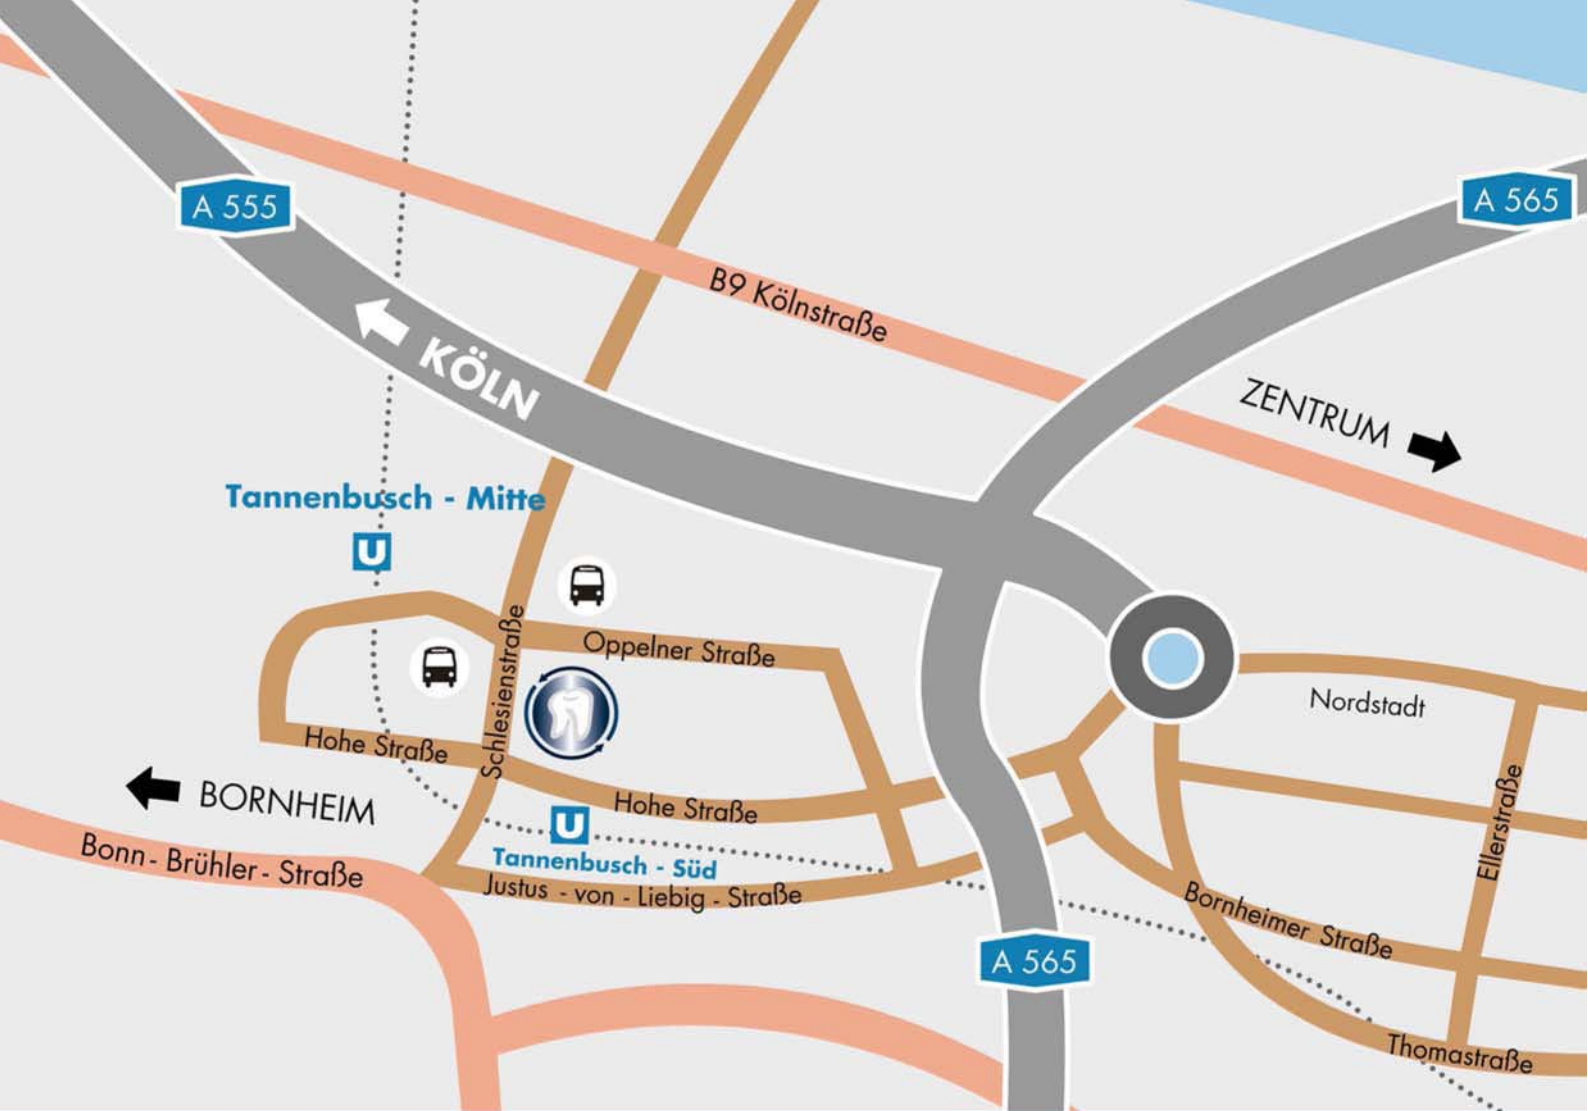 A 555
A 565
B9 Kölnstraße
KÖLN
ZENTRUM
Tannenbusch - Mitte
U
Schlesienstraße
Oppelner Straße
Nordstadt
Hohe Straße
BORNHEIM
Hohe Straße
U
Tannenbusch - Süd
Ellerstraße
Bonn - Brühler - Straße
Justus - von - Liebig - Straße
Bornheimer Straße
A 565
Thomastraße